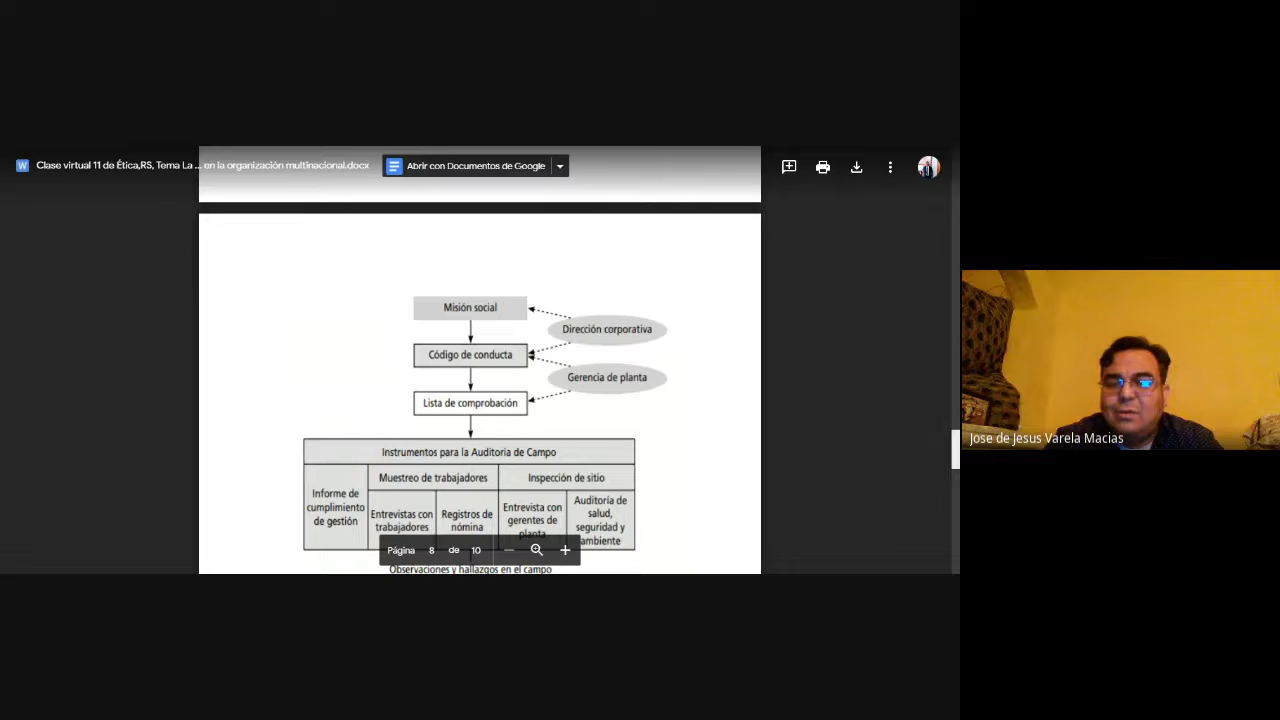 Clase virtual 11 de Ética,RS, Tema La ... en la organización multinacional.docx
Abrir con Documentos de Google
Misión social
Dirección corporativa
Código de conducta
Gerencia de planta
Lista de comprobación
Instrumentos para la Auditoría de Campo
Informe de
cumplimiento
de gestión
Muestreo de trabajadores
Inspección de sitio
Entrevistas con
trabajadores
Registros de
nómina
Entrevista con
gerentes de
planta
Auditoría de
salud,
seguridad y
ambiente
Página 8 de 10
Observaciones y hallazgos en el campo
Jose de Jesus Varela Macias